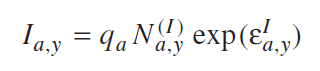 I_{a,y} = q_a N_{a,y}^{(I)} exp(ε_{a,y}^I)